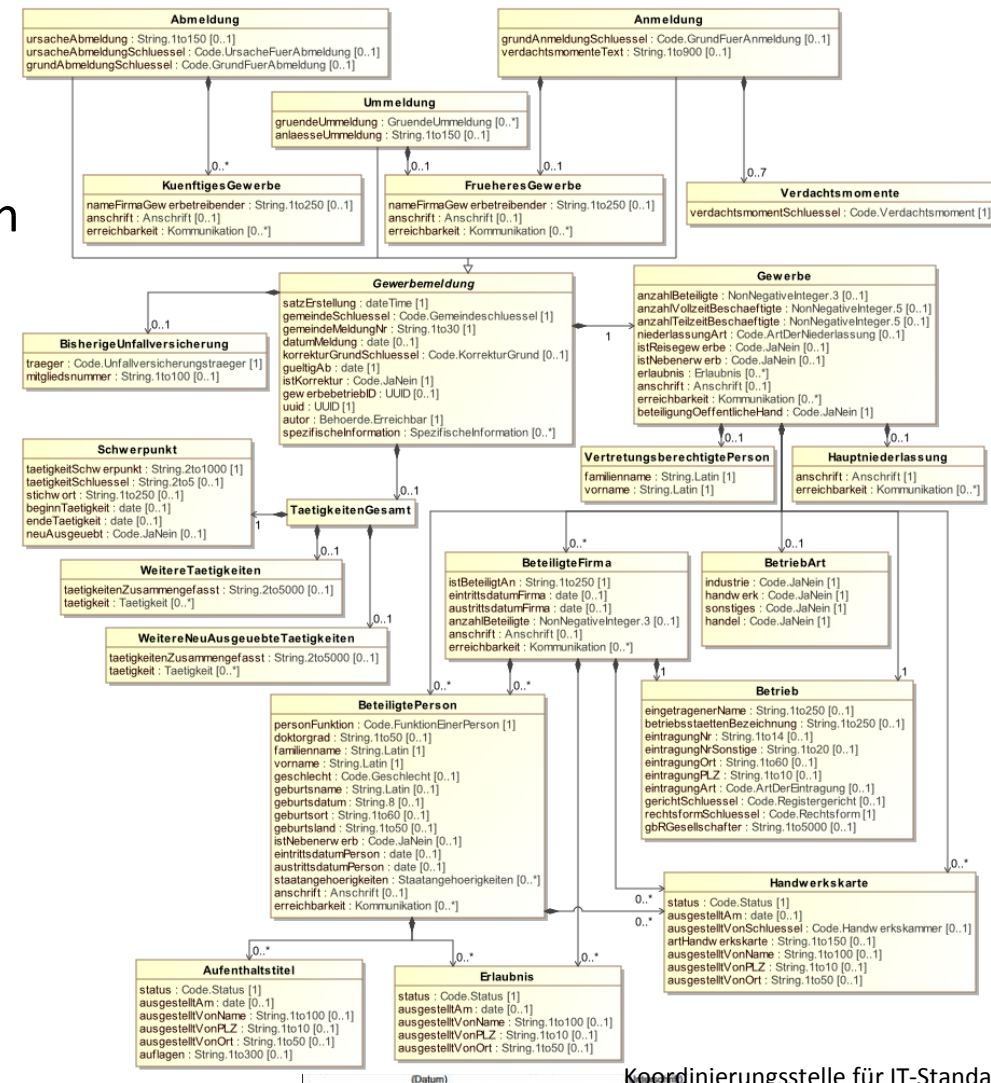 Abmeldung
ursacheAbmeldung : String.1to150 [0..1]
ursacheAbmeldungSchluessel : Code.UrsacheFuerAbmeldung [0..1]
grundAbmeldungSchluessel : Code.GrundFuerAbmeldung [0..1]
Anmeldung
grundAnmeldungSchluessel : Code.GrundFuerAnmeldung [0..1]
verdachtsmomenteText : String.1to900 [0..1]
Ummeldung
gruendeUmmeldung : GruendeUmmeldung [0..*]
anlaesseUmmeldung : String.1to150 [0..1]
0..*
0..1
0..1
0..7
n
KuenftigesGewerbe
nameFirmaGewerbetreibender : String.1to250 [0..1]
anschrift : Anschrift [0..1]
erreichbarkeit : Kommunikation [0..*]
FrueheresGewerbe
nameFirmaGewerbetreibender : String.1to250 [0..1]
anschrift : Anschrift [0..1]
erreichbarkeit : Kommunikation [0..*]
Verdachtsmomente
verdachtsmomentSchluessel : Code.Verdachtsmoment [1]
Gewerbemeldung
satzErstellung : dateTime [1]
gemeindeSchluessel : Code.Gemeindeschluessel [1]
gemeindeMeldungNr : String.1to30 [1]
datumMeldung : date [0..1]
korrekturGrundSchluessel : Code.KorrekturGrund [0..1]
gueltigAb : date [1]
istKorrektur : Code.JaNein [1]
gewerbebetriebID : UUID [0..1]
uuid : UUID [1]
autor : Behoerde.Erreichbar [1]
spezifischeInformation : SpezifischeInformation [0..*]
1
Gewerbe
anzahlBeteiligte : NonNegativeInteger.3 [0..1]
anzahlVollzeitBeschaeftigte : NonNegativeInteger.5 [0..1]
anzahlTeilzeitBeschaeftigte : NonNegativeInteger.5 [0..1]
niederlassungArt : Code.ArtDerNiederlassung [0..1]
istReisegewerbe : Code.JaNein [0..1]
istNebenerwerb : Code.JaNein [0..1]
erlaubnis : Erlaubnis [0..*]
anschrift : Anschrift [0..1]
erreichbarkeit : Kommunikation [0..*]
beteiligungOeffentlicheHand : Code.JaNein [1]
0..1
BisherigeUnfallversicherung
traeger : Code.Unfallversicherungstraeger [1]
mitgliedsnummer : String.1to100 [0..1]
0..1
0..1
VertretungsberechtigtePerson
familienname : String.Latin [1]
vorname : String.Latin [1]
Hauptniederlassung
anschrift : Anschrift [1]
erreichbarkeit : Kommunikation [0..*]
Schwerpunkt
taetigkeitSchwerpunkt : String.2to1000 [1]
taetigkeitSchluessel : String.2to5 [0..1]
stichwort : String.1to250 [0..1]
beginnTaetigkeit : date [0..1]
endeTaetigkeit : date [0..1]
neuAusgeuebt : Code.JaNein [0..1]
0..1
TaetigkeitenGesamt
1
0..1
WeitereTaetigkeiten
taetigkeitenZusammengefasst : String.2to5000 [0..1]
taetigkeit : Taetigkeit [0..*]
0..1
WeitereNeuAusgeuebteTaetigkeiten
taetigkeitenZusammengefasst : String.2to5000 [0..1]
taetigkeit : Taetigkeit [0..*]
0..*
0..1
BeteiligteFirma
istBeteiligtAn : String.1to250 [1]
eintrittsdatumFirma : date [0..1]
austrittsdatumFirma : date [0..1]
anzahlBeteiligte : NonNegativeInteger.3 [0..1]
anschrift : Anschrift [0..1]
erreichbarkeit : Kommunikation [0..*]
BetriebArt
industrie : Code.JaNein [1]
handwerk : Code.JaNein [1]
sonstiges : Code.JaNein [1]
handel : Code.JaNein [1]
0..*
0..*
1
1
BeteiligtePerson
personFunktion : Code.FunktionEinerPerson [1]
doktorgrad : String.1to50 [0..1]
familienname : String.Latin [1]
vorname : String.Latin [1]
geschlecht : Code.Geschlecht [0..1]
geburtsname : String.Latin [0..1]
geburtsdatum : String.8 [0..1]
geburtsort : String.1to60 [0..1]
geburtsland : String.1to50 [0..1]
istNebenerwerb : Code.JaNein [0..1]
eintrittsdatumPerson : date [0..1]
austrittsdatumPerson : date [0..1]
staatangehoerigkeiten : Staatangehoerigkeiten [0..*]
anschrift : Anschrift [0..1]
erreichbarkeit : Kommunikation [0..*]
Betrieb
eingetragenerName : String.1to250 [0..1]
betriebsstaettenBezeichnung : String.1to250 [0..1]
eintragungNr : String.1to14 [0..1]
eintragungNrSonstige : String.1to20 [0..1]
eintragungOrt : String.1to60 [0..1]
eintragungPLZ : String.1to10 [0..1]
eintragungArt : Code.ArtDerEintragung [0..1]
gerichtSchluessel : Code.Registergericht [0..1]
rechtsformSchluessel : Code.Rechtsform [1]
gbRGesellschafter : String.1to5000 [0..1]
0..*
0..*
0..*
Handwerkskarte
status : Code.Status [1]
ausgestelltAm : date [0..1]
ausgestelltVonSchluessel : Code.Handwerkskammer [0..1]
artHandwerkskarte : String.1to150 [0..1]
ausgestelltVonName : String.1to100 [0..1]
ausgestelltVonPLZ : String.1to10 [0..1]
ausgestelltVonOrt : String.1to50 [0..1]
0..*
0..*
0..*
Aufenthaltstitel
status : Code.Status [1]
ausgestelltAm : date [0..1]
ausgestelltVonName : String.1to100 [0..1]
ausgestelltVonPLZ : String.1to10 [0..1]
ausgestelltVonOrt : String.1to50 [0..1]
auflagen : String.1to300 [0..1]
Erlaubnis
status : Code.Status [1]
ausgestelltAm : date [0..1]
ausgestelltVonName : String.1to100 [0..1]
ausgestelltVonPLZ : String.1to10 [0..1]
ausgestelltVonOrt : String.1to50 [0..1]
(Datum)
Koordinierungsstelle für IT-Standa